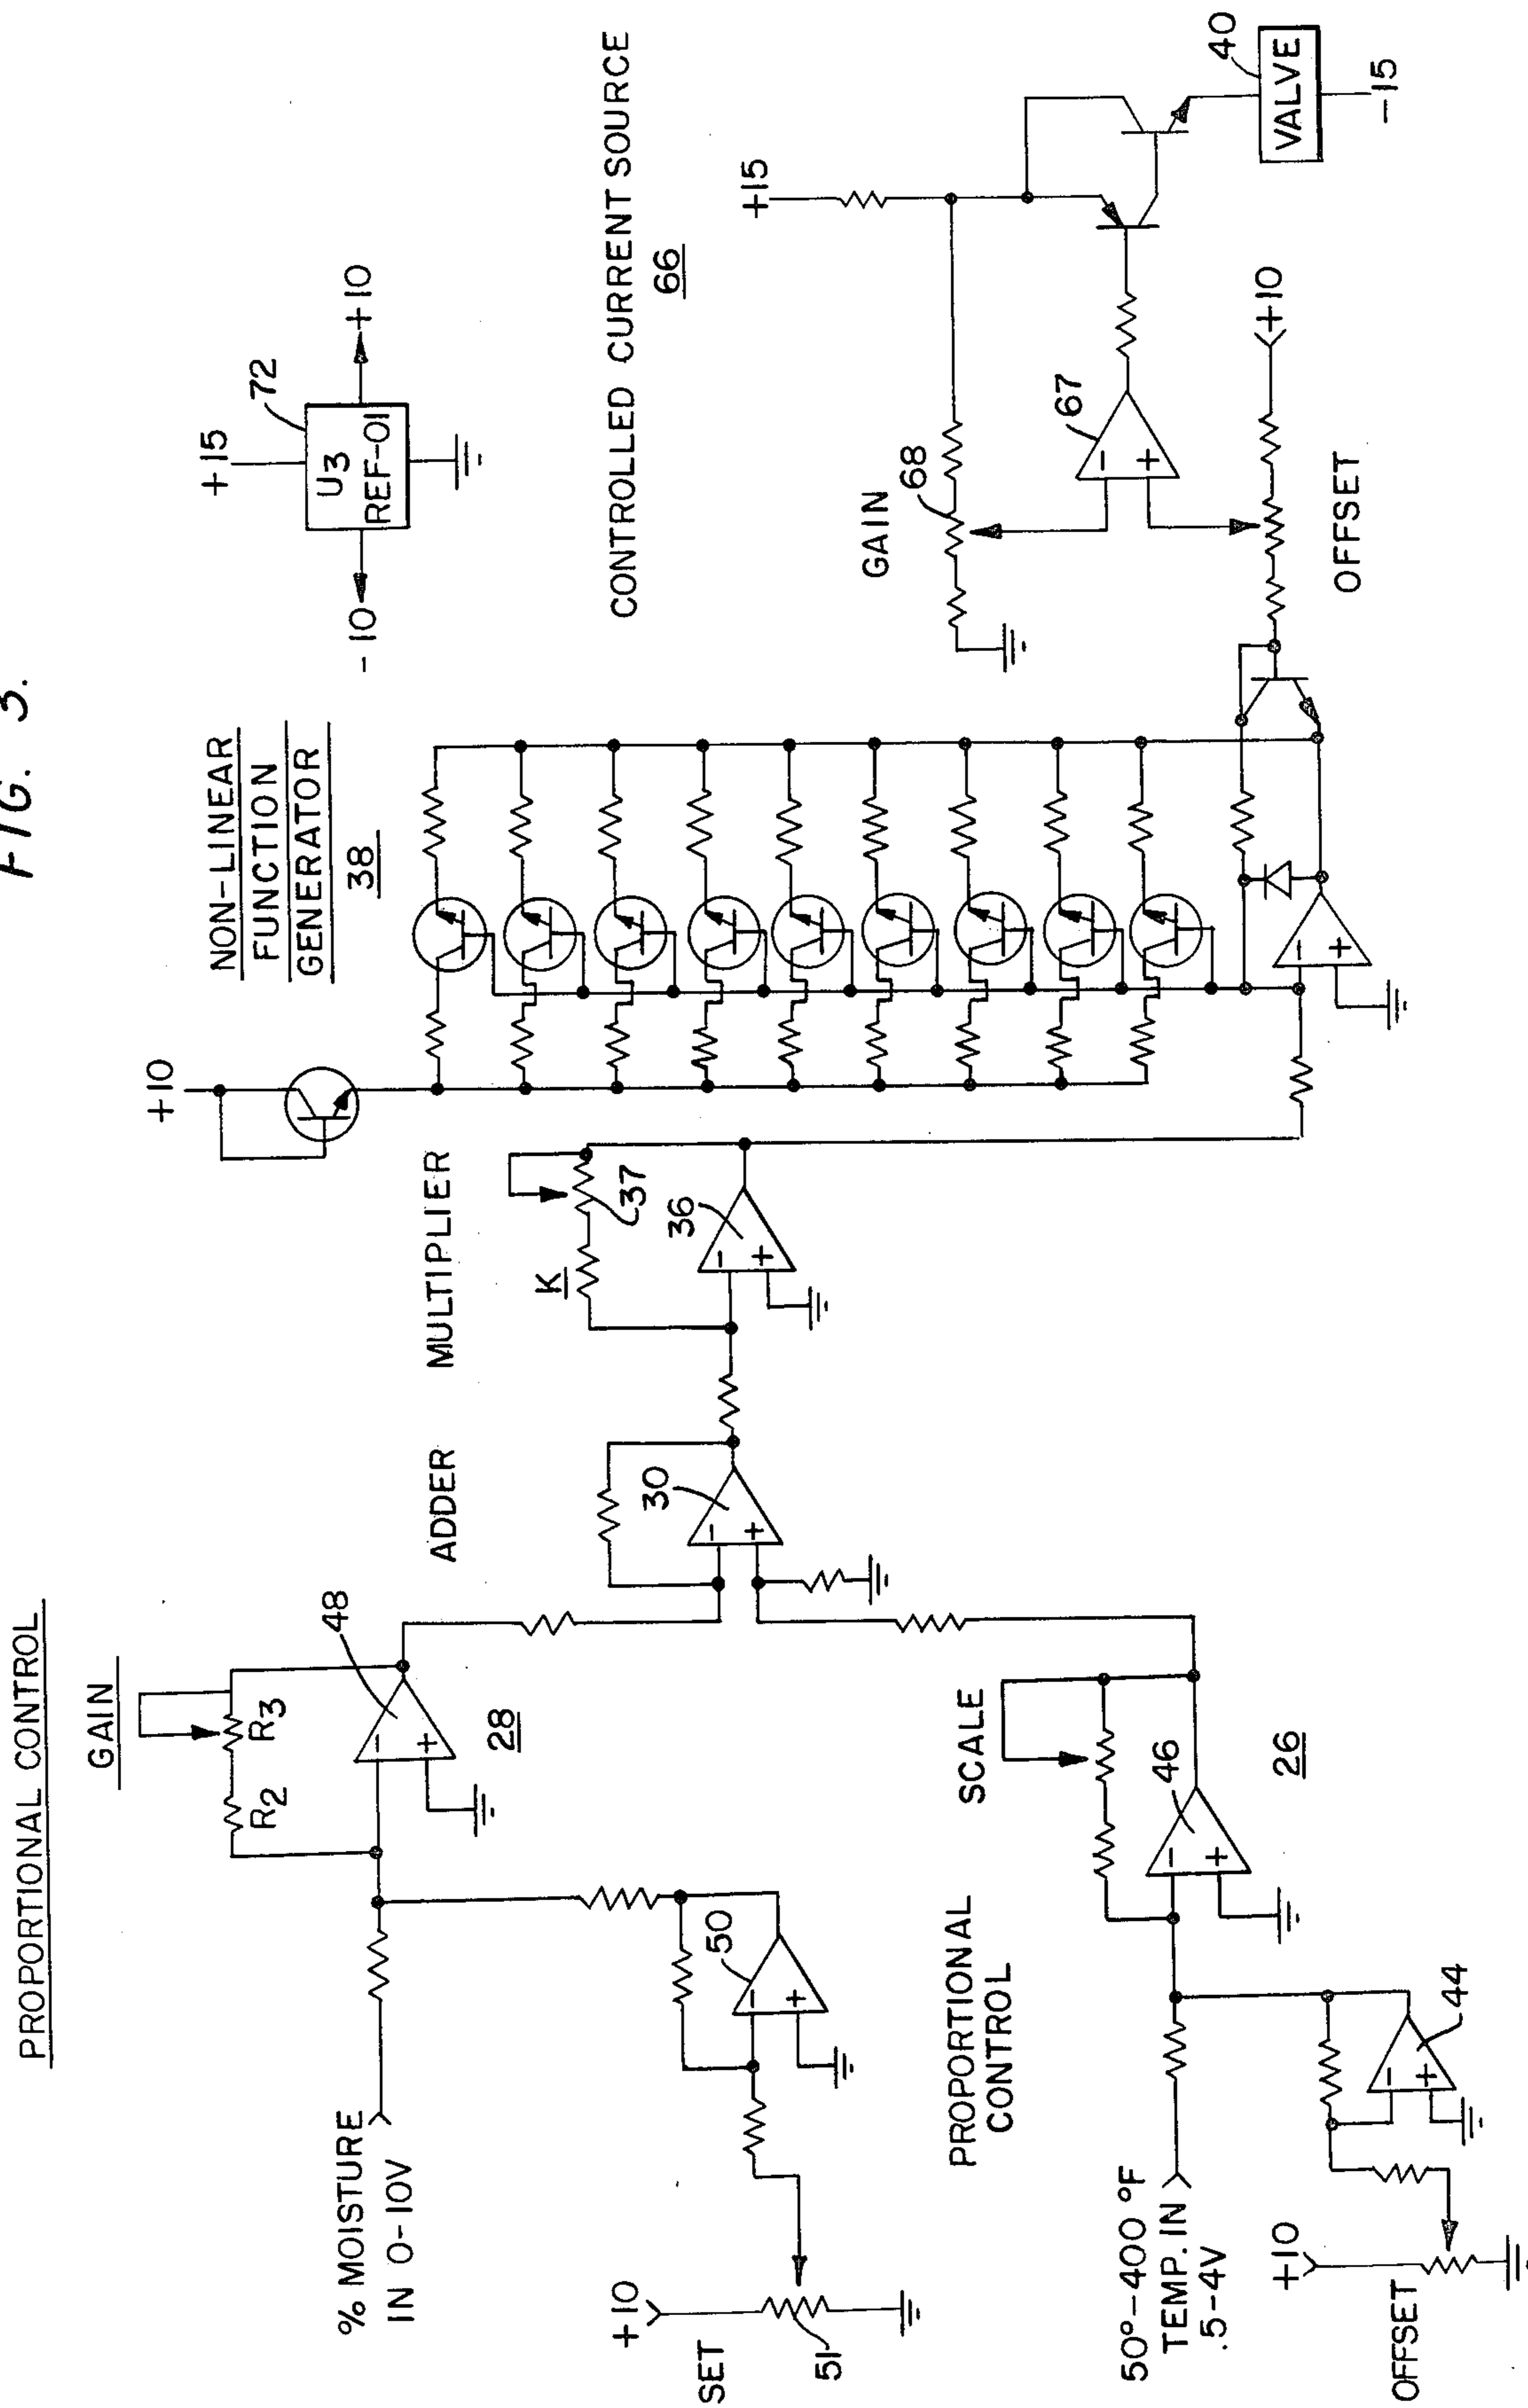 FIG. 3.
PROPORTIONAL CONTROL
GAIN
R2
R3
48
28
% MOISTURE
IN 0-10V
+10
SET
51
50
ADDER
30
MULTIPLIER
K
37
36
PROPORTIONAL
CONTROL
SCALE
46
26
50°-400 °F
TEMP. IN
.5-4V
+10
OFFSET
44
+10
NON-LINEAR
FUNCTION
GENERATOR
38
+15
72
U3
REF-01
-10
+10
CONTROLLED CURRENT SOURCE
66
+15
GAIN
68
67
+10
OFFSET
40
VALVE
-15